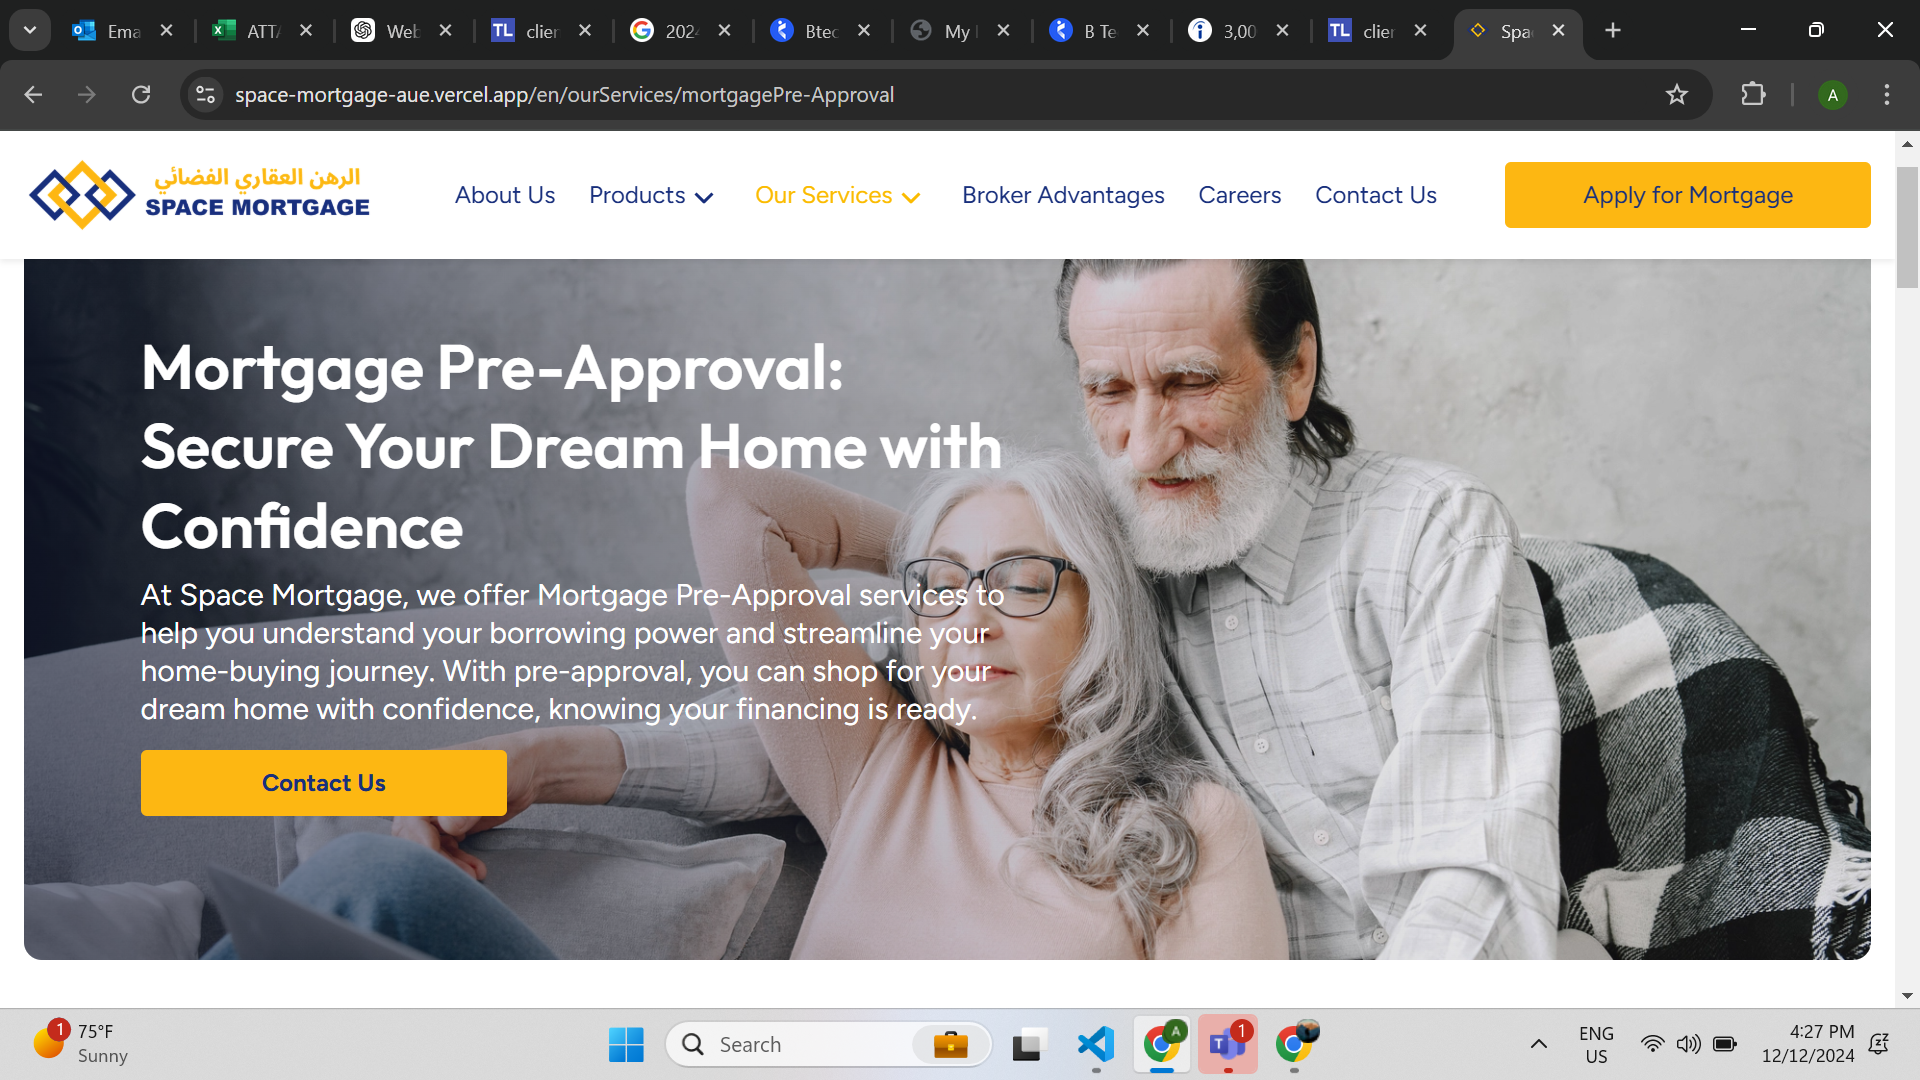 Ema
ATTA
Web
clien
202
Btec
My
B Te
3,00
clien
Spa
space-mortgage-aue.vercel.app/en/ourServices/mortgagePre-Approval
A
الرهن العقاري الفضائي
SPACE MORTGAGE
About Us
Products
Our Services
Broker Advantages
Careers
Contact Us
Apply for Mortgage
Mortgage Pre-Approval:
Secure Your Dream Home with
Confidence
At Space Mortgage, we offer Mortgage Pre-Approval services to
help you understand your borrowing power and streamline your
home-buying journey. With pre-approval, you can shop for your
dream home with confidence, knowing your financing is ready.
Contact Us
1
75°F
Sunny
Search
A
1
ENG
US
4:27 PM
12/12/2024